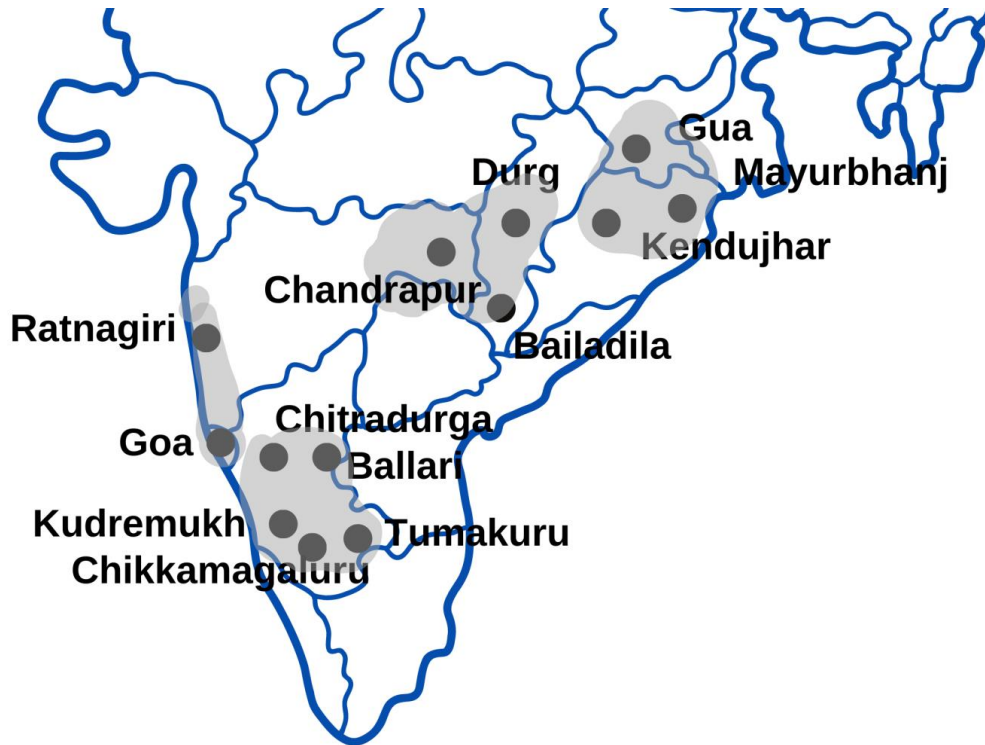 Gua
Durg
Mayurbhanj
Kendujhar
Chandrapur
Ratnagiri
Bailadila
Chitradurga
Goa
Ballari
Kudremukh
Tumakuru
Chikkamagaluru